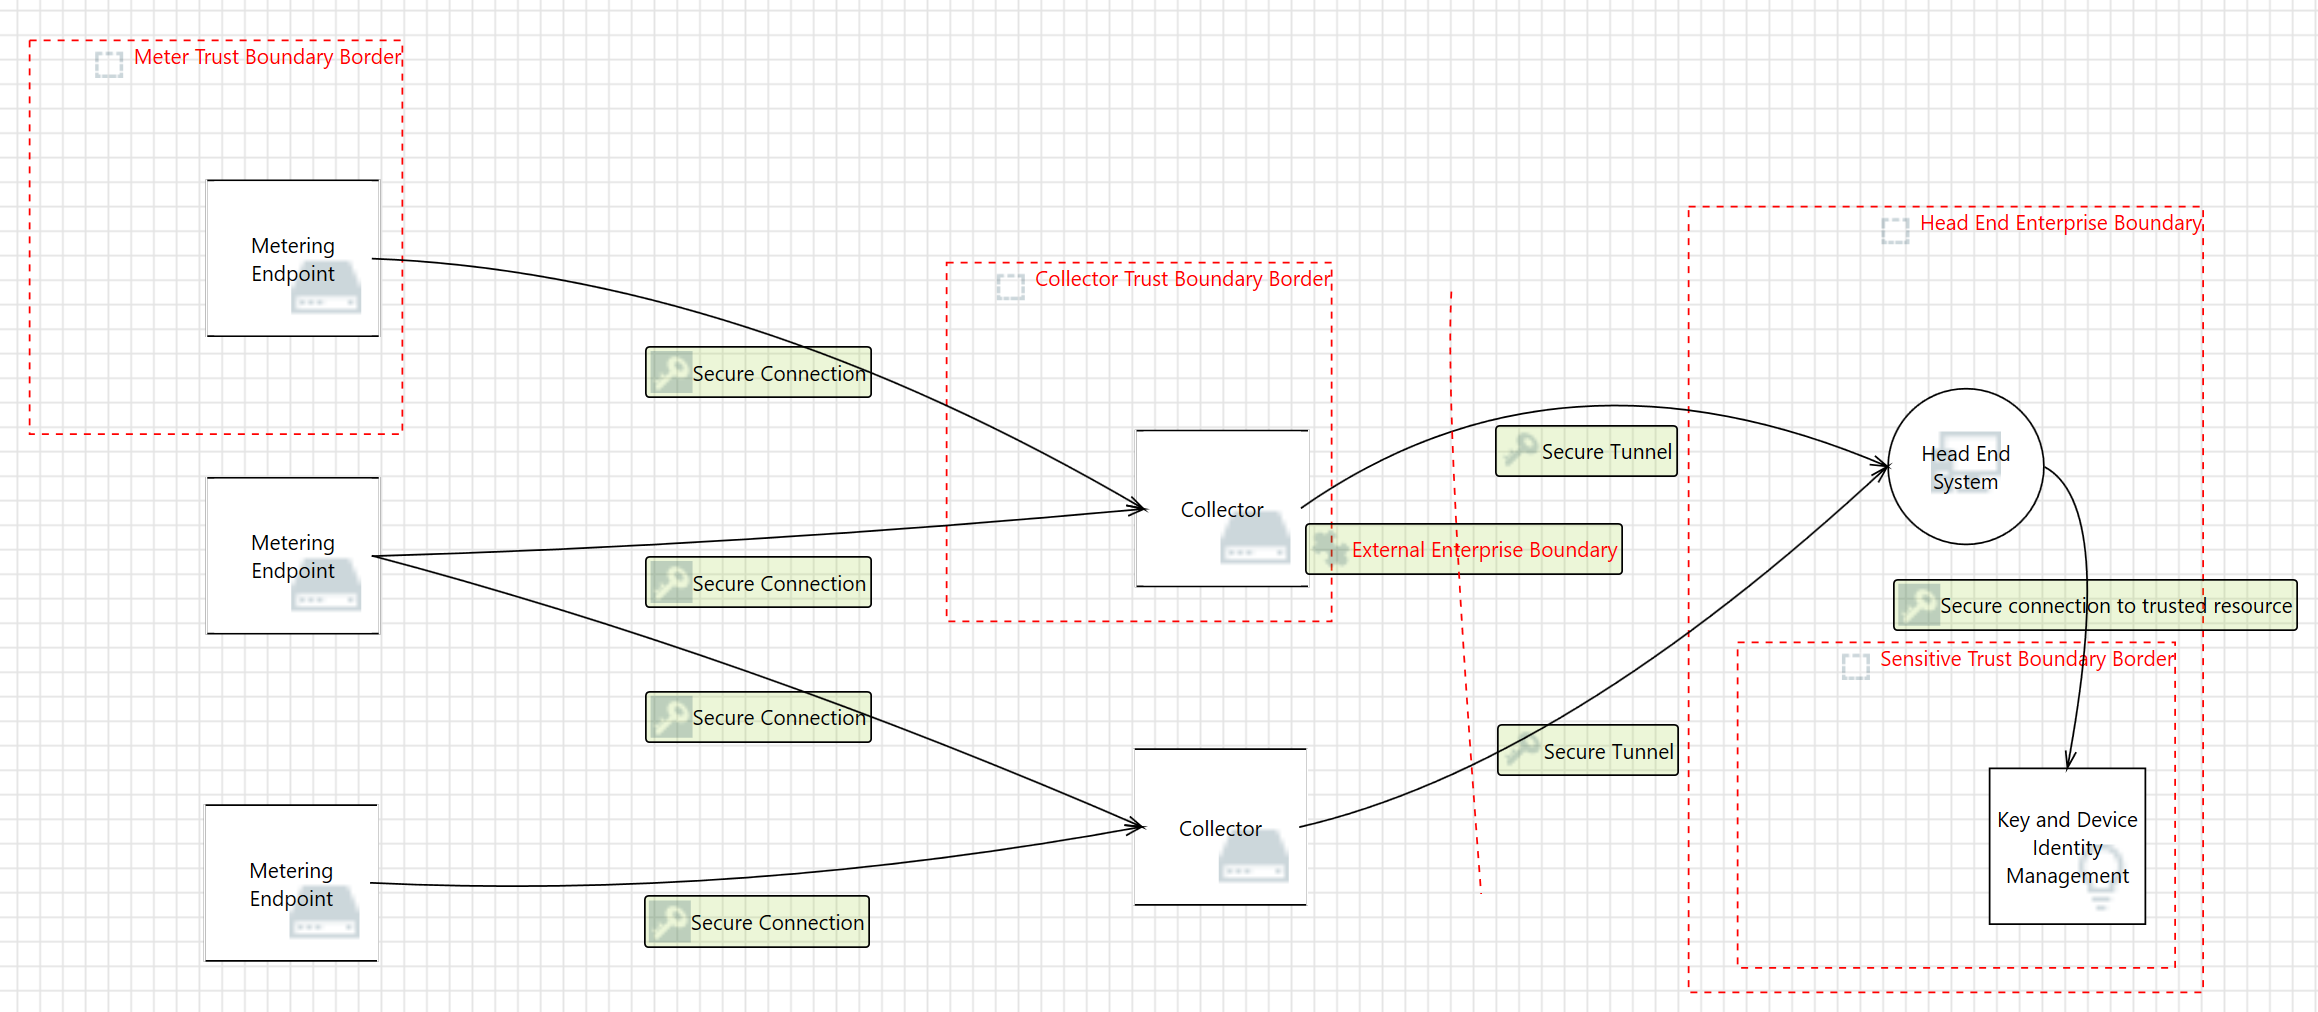 Meter Trust Boundary Border
Metering
Endpoint
Secure Connection
Metering
Endpoint
Secure Connection
Secure Connection
Metering
Endpoint
Secure Connection
Collector Trust Boundary Border
Collector
External Enterprise Boundary
Collector
Secure Tunnel
Secure Tunnel
Head End Enterprise Boundary
Head End
System
Secure connection to trusted resource
Sensitive Trust Boundary Border
Key and Device
Identity
Management